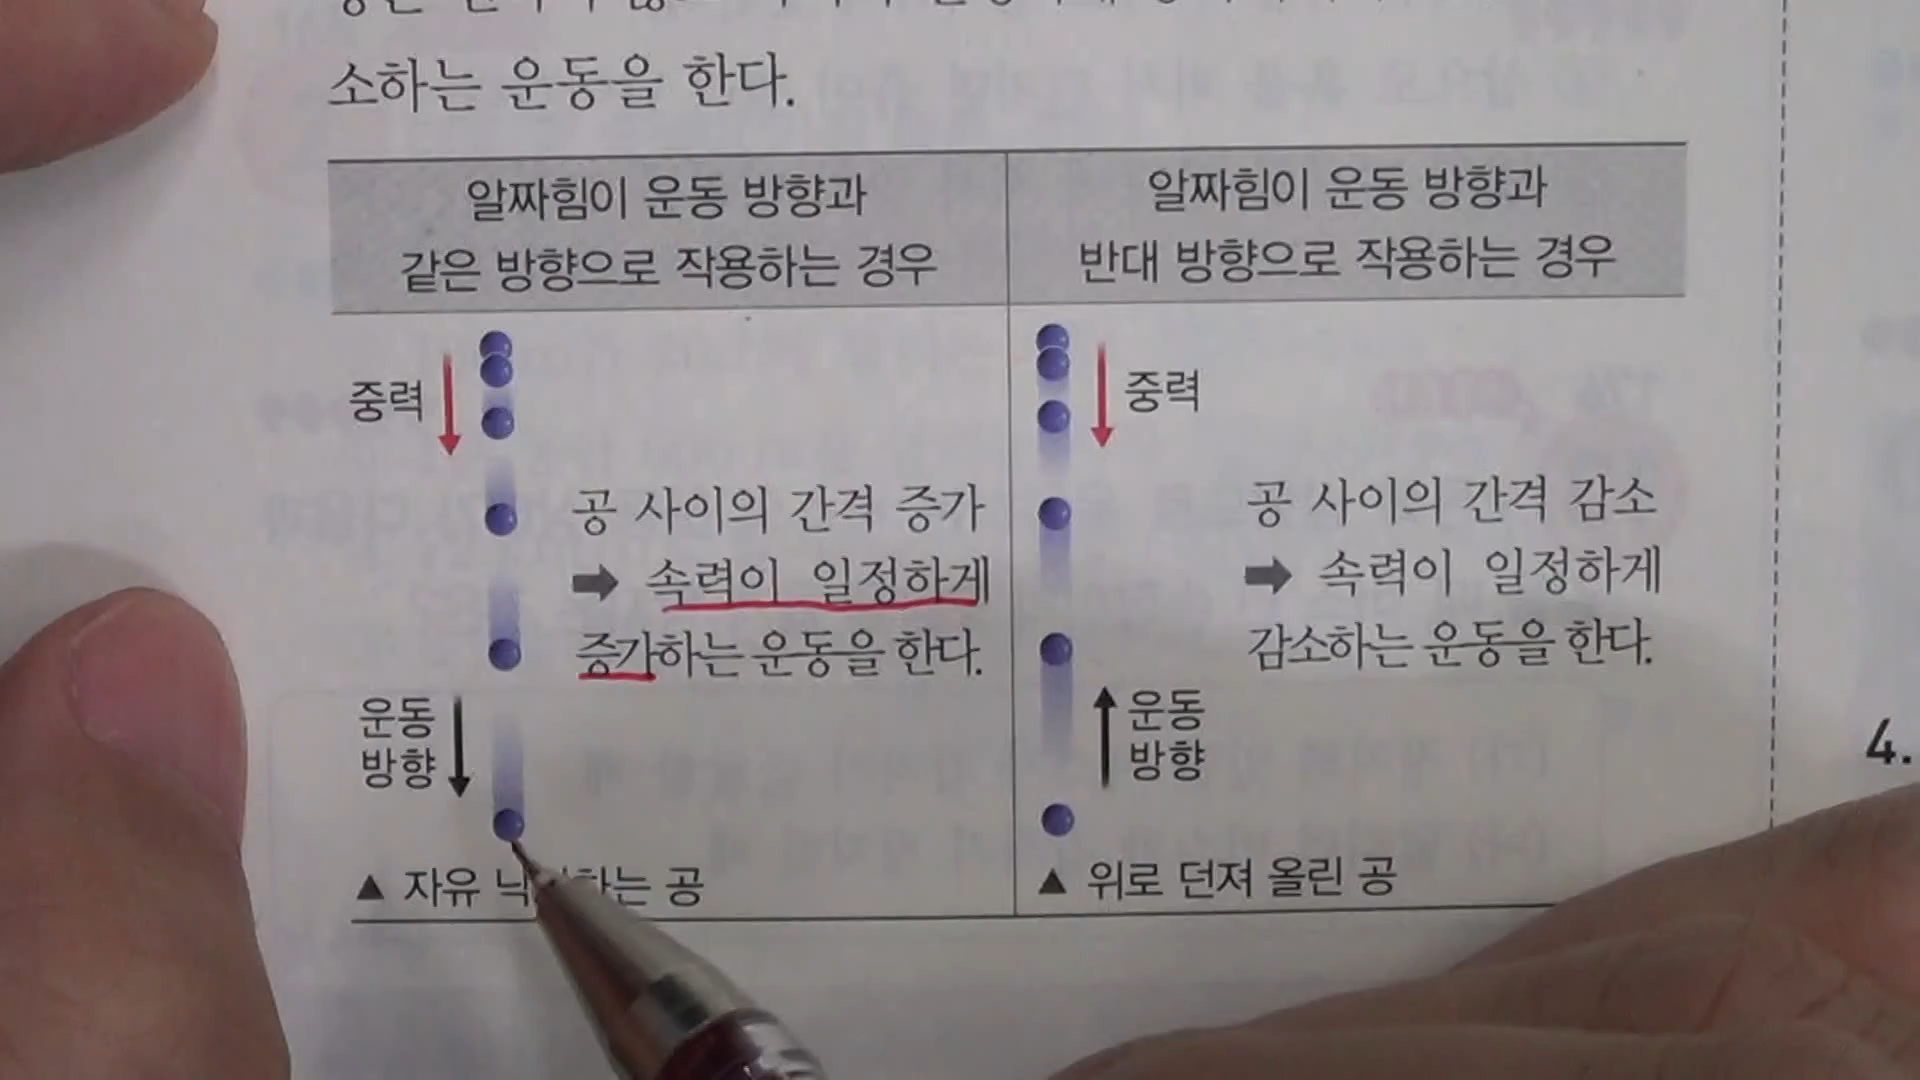 소하는 운동을 한다.
알짜힘이 운동 방향과
같은 방향으로 작용하는 경우
알짜힘이 운동 방향과
반대 방향으로 작용하는 경우
중력
공 사이의 간격 증가
➡ 속력이 일정하게
증가하는 운동을 한다.
운동
방향
▲ 자유 공
중력
공 사이의 간격 감소
➡ 속력이 일정하게
감소하는 운동을 한다.
운동
방향
▲ 위로 던져 올린 공
4.